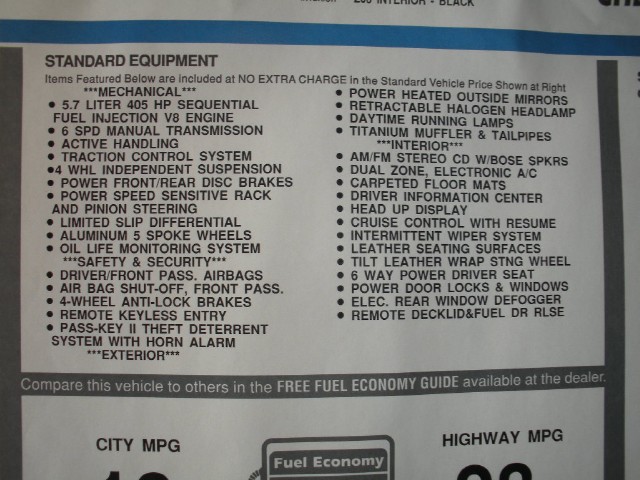 INTERIOR - BLACK
STANDARD EQUIPMENT
Items Featured Below are included at NO EXTRA CHARGE in the Standard Vehicle Price Shown at Right
***MECHANICAL***
● 5.7 LITER 405 HP SEQUENTIAL
FUEL INJECTION V8 ENGINE
● 6 SPD MANUAL TRANSMISSION
● ACTIVE HANDLING
● TRACTION CONTROL SYSTEM
●4 WHL INDEPENDENT SUSPENSION
● POWER FRONT/REAR DISC BRAKES
● POWER SPEED SENSITIVE RACK
AND PINION STEERING
● LIMITED SLIP DIFFERENTIAL
● ALUMINUM 5 SPOKE WHEELS
● OIL LIFE MONITORING SYSTEM
***SAFETY & SECURITY***
● DRIVER/FRONT PASS. AIRBAGS
● AIR BAG SHUT-OFF, FRONT PASS.
● 4-WHEEL ANTI-LOCK BRAKES
● REMOTE KEYLESS ENTRY
● PASS-KEY II THEFT DETERRENT
SYSTEM WITH HORN ALARM
***EXTERIOR***
● POWER HEATED OUTSIDE MIRRORS
● RETRACTABLE HALOGEN HEADLAMP
● DAYTIME RUNNING LAMPS
● TITANIUM MUFFLER & TAILPIPES
***INTERIOR***
● AM/FM STEREO CD W/BOSE SPKRS
● DUAL ZONE, ELECTRONIC A/C
● CARPETED FLOOR MATS
● DRIVER INFORMATION CENTER
● HEAD UP DISPLAY
● CRUISE CONTROL WITH RESUME
● INTERMITTENT WIPER SYSTEM
● LEATHER SEATING SURFACES
● TILT LEATHER WRAP STNG WHEEL
● 6 WAY POWER DRIVER SEAT
● POWER DOOR LOCKS & WINDOWS
● ELEC. REAR WINDOW DEFOGGER
● REMOTE DECKLID&FUEL DR RLSE
Compare this vehicle to others in the FREE FUEL ECONOMY GUIDE available at the dealer.
CITY MPG
Fuel Economy
HIGHWAY MPG